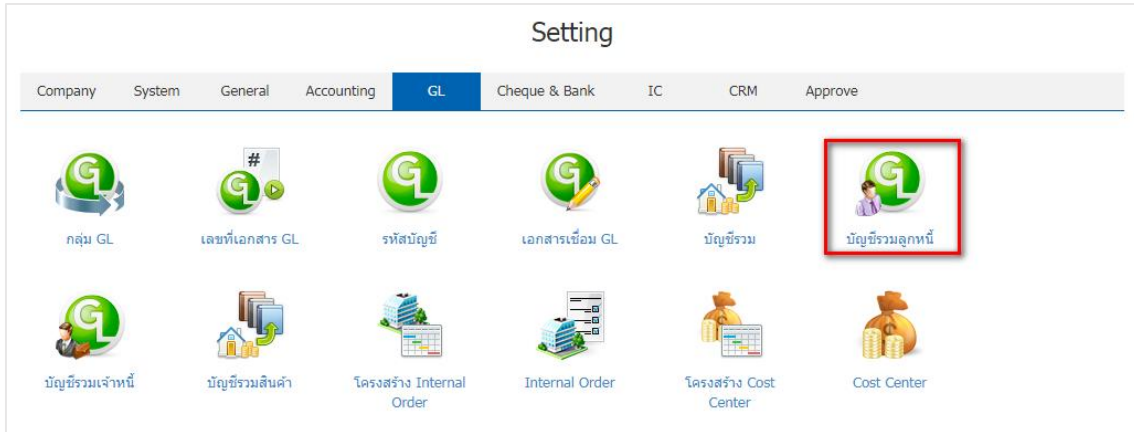 Setting
Company System General Accounting GL Cheque & Bank IC CRM Approve
กลุ่ม GL
เลขที่เอกสาร GL
รหัสบัญชี
เอกสารเชื่อม GL
บัญชีรวม
บัญชีรวมลูกหนี้
บัญชีรวมเจ้าหนี้
บัญชีรวมสินค้า
โครงสร้าง Internal
Order
Internal Order
โครงสร้าง Cost
Center
Cost Center